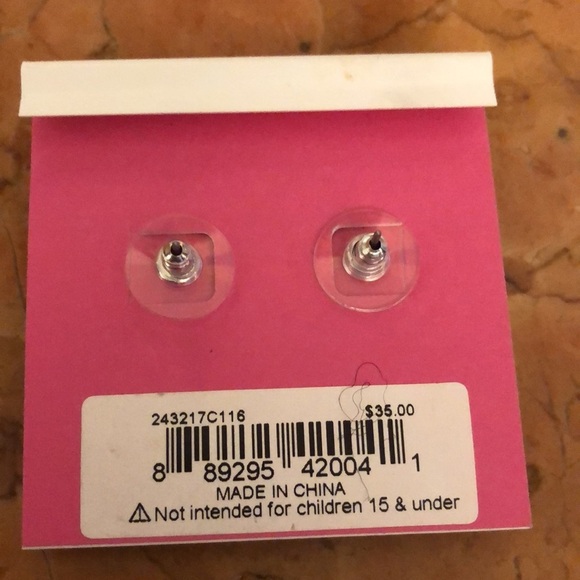 243217C116 $35.00
8 89295 42004 1
MADE IN CHINA
⚠Not intended for children 15 & under